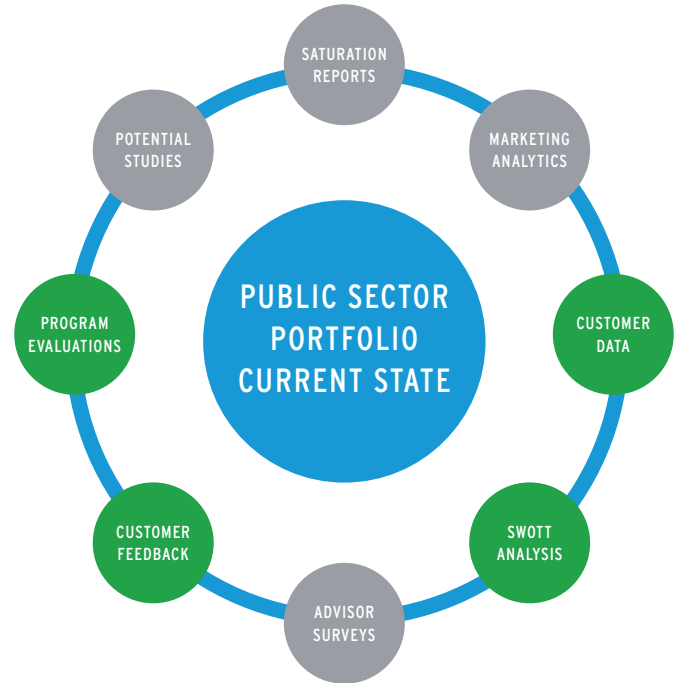 SATURATION
REPORTS
POTENTIAL
STUDIES
MARKETING
ANALYTICS
PUBLIC SECTOR
PORTFOLIO
CURRENT STATE
PROGRAM
EVALUATIONS
CUSTOMER
DATA
CUSTOMER
FEEDBACK
SWOTT
ANALYSIS
ADVISOR
SURVEYS